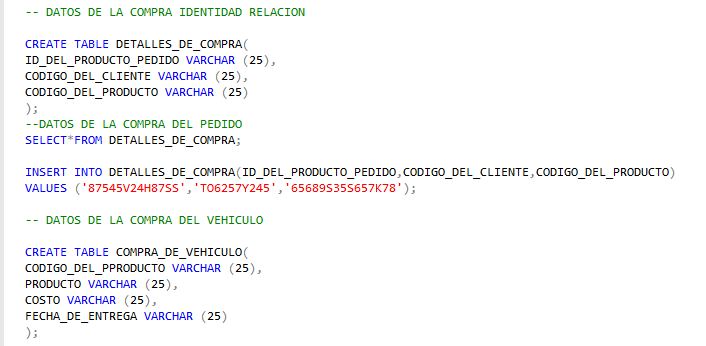 -- DATOS DE LA COMPRA IDENTIDAD RELACION
CREATE TABLE DETALLES_DE_COMPRA(
ID_DEL_PRODUCTO_PEDIDO VARCHAR (25),
CODIGO_DEL_CLIENTE VARCHAR (25),
CODIGO_DEL_PRODUCTO VARCHAR (25)
);
--DATOS DE LA COMPRA DEL PEDIDO
SELECT*FROM DETALLES_DE_COMPRA;
INSERT INTO DETALLES_DE_COMPRA(ID_DEL_PRODUCTO_PEDIDO,CODIGO_DEL_CLIENTE,CODIGO_DEL_PRODUCTO)
VALUES ('87545V24H87SS','TO6257Y245','65689S35S657K78');
-- DATOS DE LA COMPRA DEL VEHICULO
CREATE TABLE COMPRA_DE_VEHICULO(
CODIGO_DEL_PPRODUCTO VARCHAR (25),
PRODUCTO VARCHAR (25),
COSTO VARCHAR (25),
FECHA_DE_ENTREGA VARCHAR (25)
);